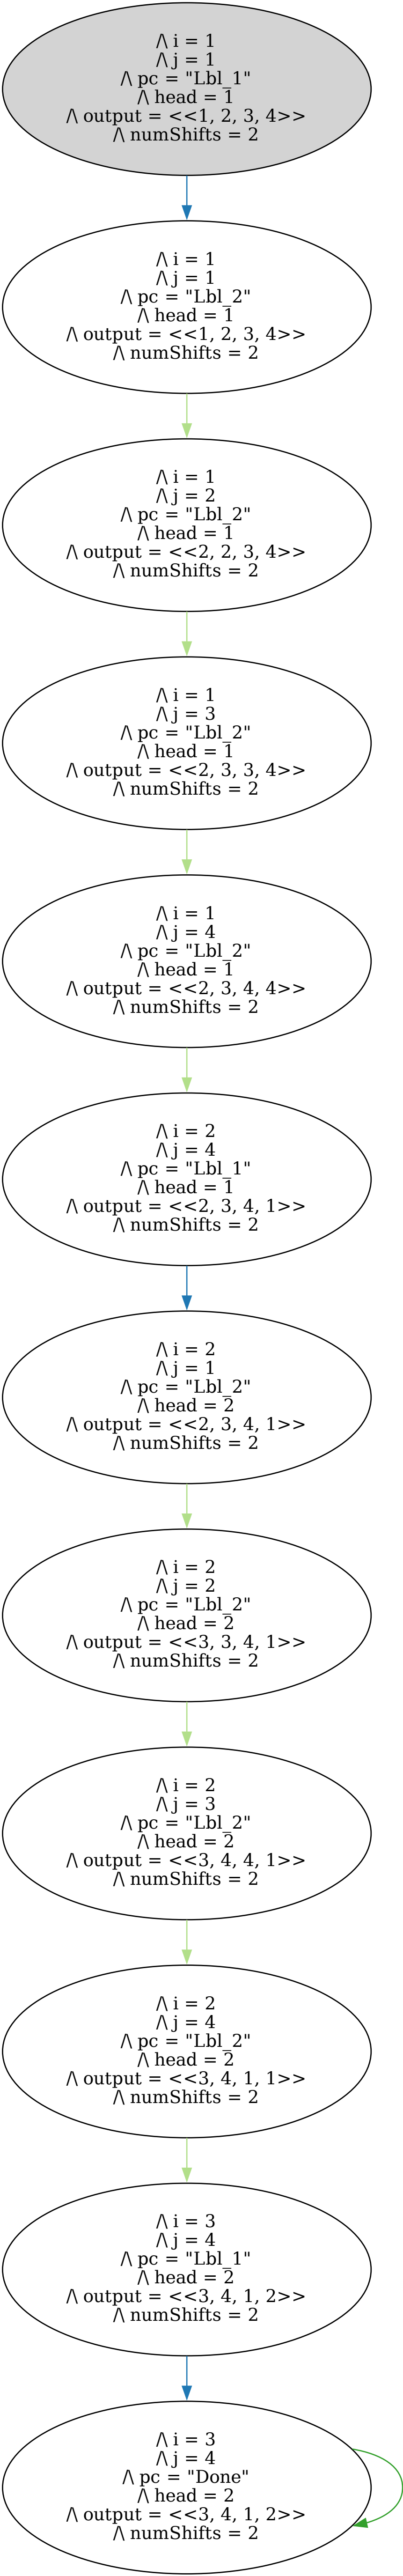 /\ i = 1
/\ j = 1
/\ pc = "Lbl_1"
/\ head = 1
/\ output = <<1, 2, 3, 4>>
/\ numShifts = 2
/\ i = 1
/\ j = 1
/\ pc = "Lbl_2"
/\ head = 1
/\ output = <<1, 2, 3, 4>>
/\ numShifts = 2
/\ i = 1
/\ j = 2
/\ pc = "Lbl_2"
/\ head = 1
/\ output = <<2, 2, 3, 4>>
/\ numShifts = 2
/\ i = 1
/\ j = 3
/\ pc = "Lbl_2"
/\ head = 1
/\ output = <<2, 3, 3, 4>>
/\ numShifts = 2
/\ i = 1
/\ j = 4
/\ pc = "Lbl_2"
/\ head = 1
/\ output = <<2, 3, 4, 4>>
/\ numShifts = 2
/\ i = 2
/\ j = 4
/\ pc = "Lbl_1"
/\ head = 1
/\ output = <<2, 3, 4, 1>>
/\ numShifts = 2
/\ i = 2
/\ j = 1
/\ pc = "Lbl_2"
/\ head = 2
/\ output = <<2, 3, 4, 1>>
/\ numShifts = 2
/\ i = 2
/\ j = 2
/\ pc = "Lbl_2"
/\ head = 2
/\ output = <<3, 3, 4, 1>>
/\ numShifts = 2
/\ i = 2
/\ j = 3
/\ pc = "Lbl_2"
/\ head = 2
/\ output = <<3, 4, 4, 1>>
/\ numShifts = 2
/\ i = 2
/\ j = 4
/\ pc = "Lbl_2"
/\ head = 2
/\ output = <<3, 4, 1, 1>>
/\ numShifts = 2
/\ i = 3
/\ j = 4
/\ pc = "Lbl_1"
/\ head = 2
/\ output = <<3, 4, 1, 2>>
/\ numShifts = 2
/\ i = 3
/\ j = 4
/\ pc = "Done"
/\ head = 2
/\ output = <<3, 4, 1, 2>>
/\ numShifts = 2